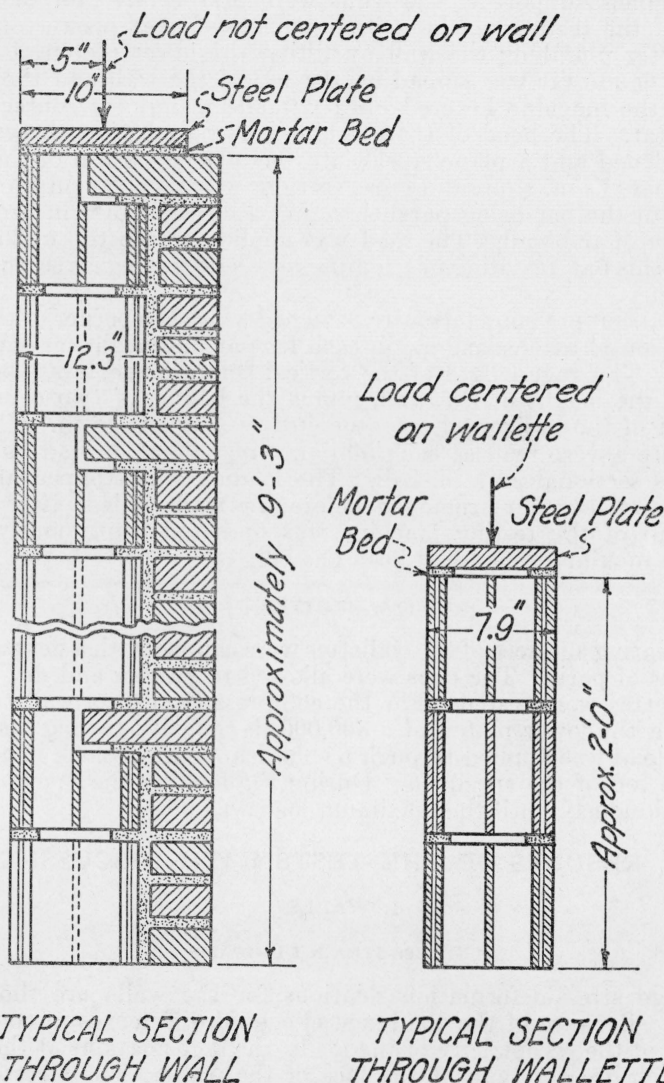 Load not centered on wall
5"
10"
Steel Plate
Mortar Bed
12.3"
Approximately 9'-3"
Load centered
on wallette
Mortar
Bed
Steel Plate
7.9"
Approx. 2'-0"
TYPICAL SECTION
THROUGH WALL
TYPICAL SECTION
THROUGH WALLETTE